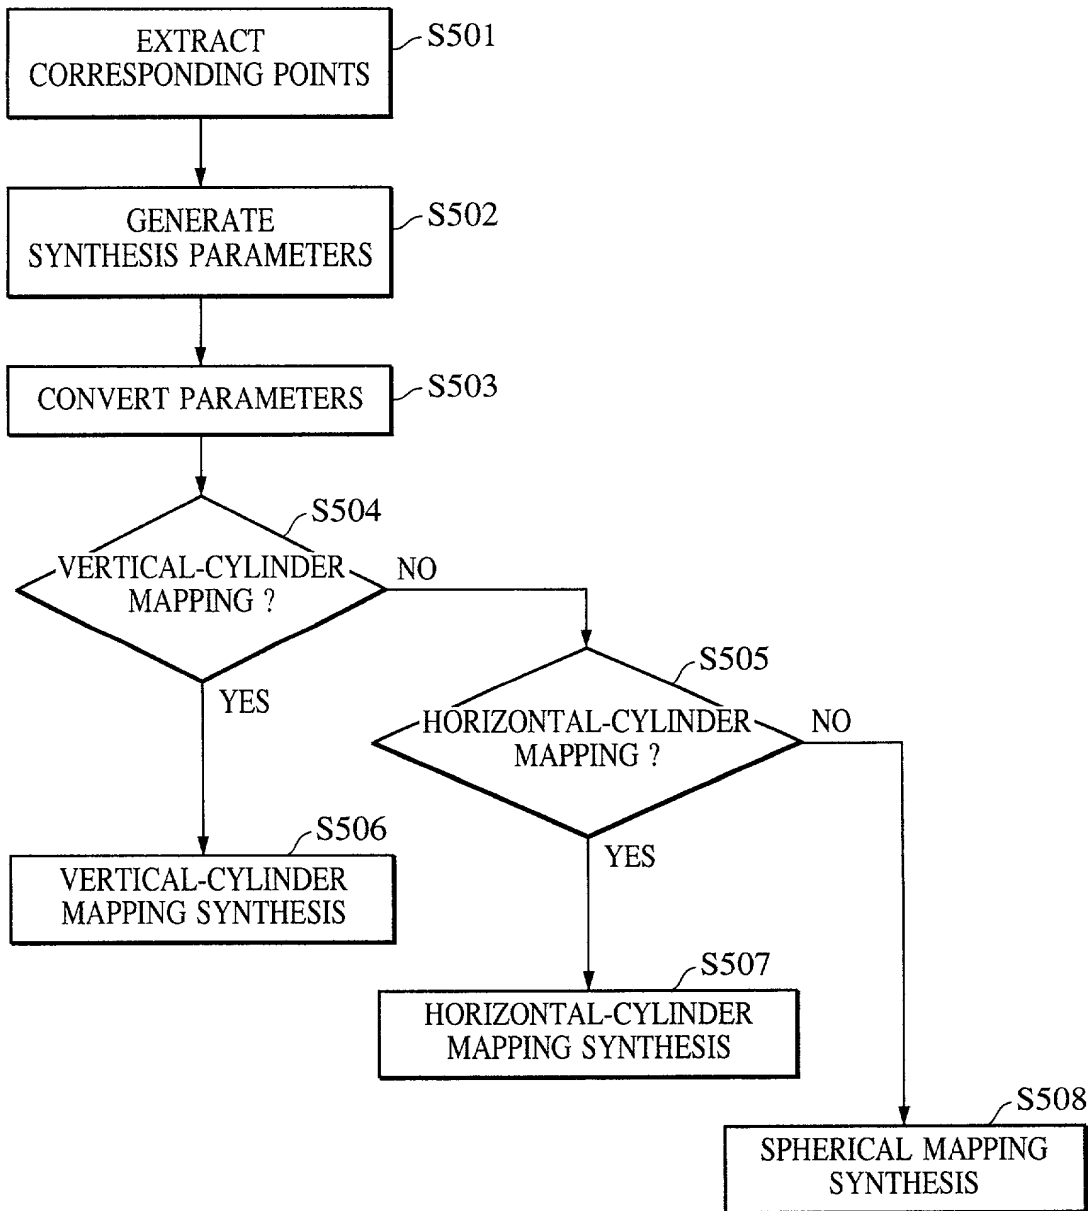 EXTRACT
CORRESPONDING POINTS
S501
GENERATE
SYNTHESIS PARAMETERS
S502
CONVERT PARAMETERS
S503
S504
VERTICAL-CYLINDER
MAPPING ?
NO
YES
S505
HORIZONTAL-CYLINDER
MAPPING ?
NO
YES
S506
VERTICAL-CYLINDER
MAPPING SYNTHESIS
S507
HORIZONTAL-CYLINDER
MAPPING SYNTHESIS
S508
SPHERICAL MAPPING
SYNTHESIS